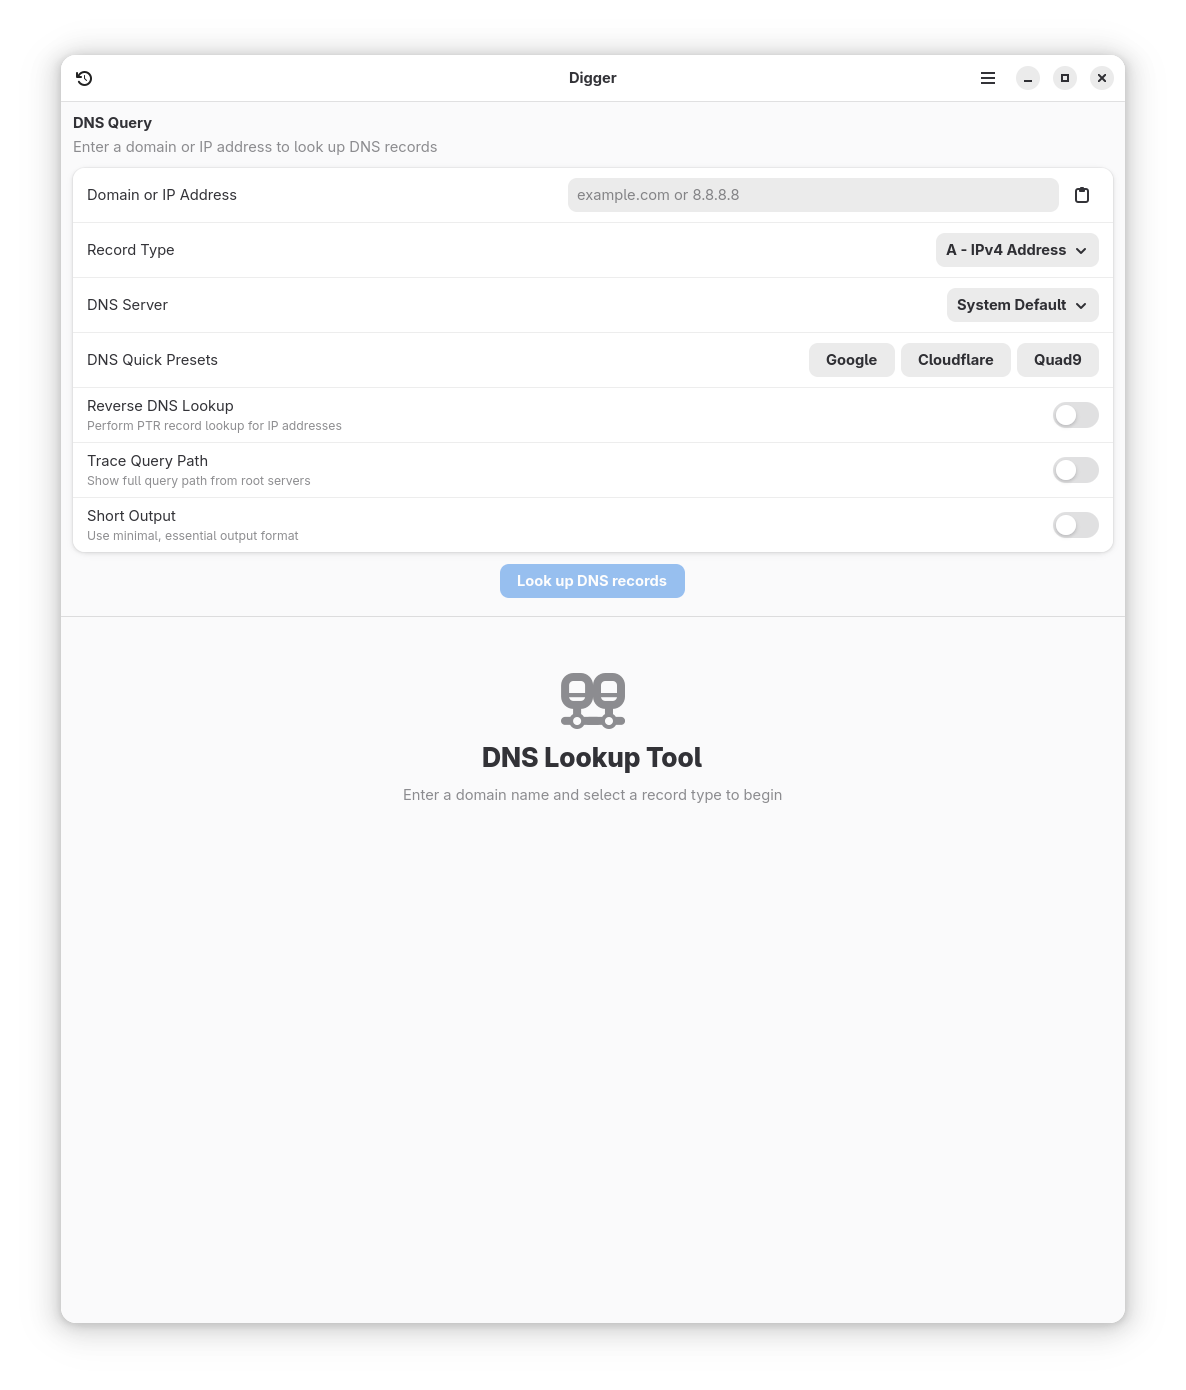 Digger
DNS Query
Enter a domain or IP address to look up DNS records
Domain or IP Address
example.com or 8.8.8.8
Record Type
A - IPv4 Address
DNS Server
System Default
DNS Quick Presets
Google
Cloudflare
Quad9
Reverse DNS Lookup
Perform PTR record lookup for IP addresses
Trace Query Path
Show full query path from root servers
Short Output
Use minimal, essential output format
Look up DNS records
DNS Lookup Tool
Enter a domain name and select a record type to begin